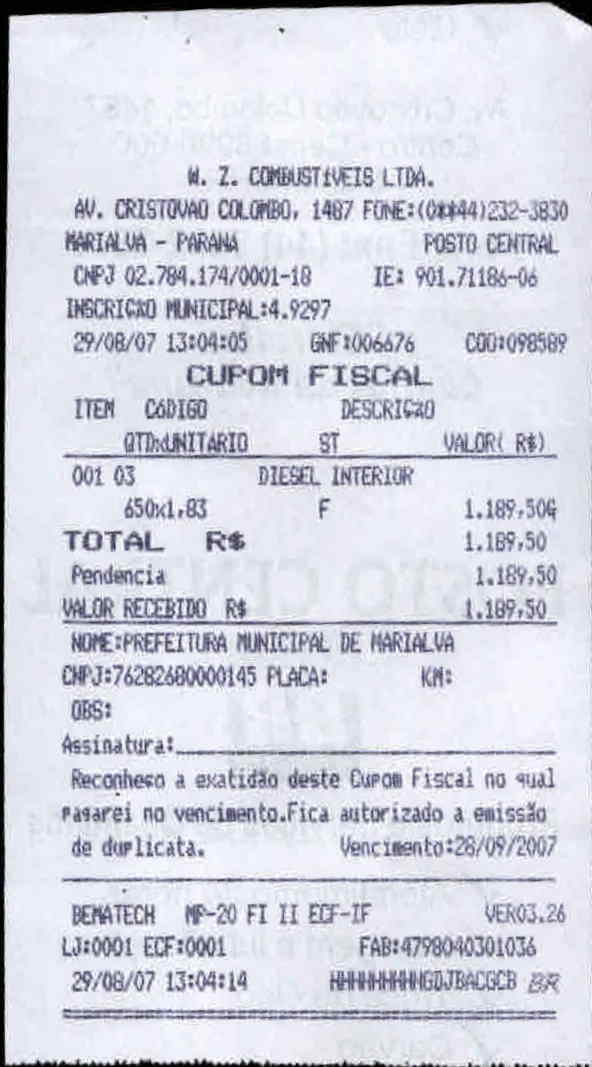 W. Z. COMBUSTíVEIS LTDA.
AV. CRISTOVAO COLOMBO, 1487 FONE:(0**44)232-3830
MARIALVA - PARANA POSTO CENTRAL
CNPJ 02.784.174/0001-18 IE: 901.71186-06
INSCRIÇãO MUNICIPAL:4.9297
29/08/07 13:04:05 GNF:006676 COO:098589
CUPOM FISCAL
ITEM CóDIGO DESCRIÇãO
QTDxUNITARIO ST VALOR( R$)
001 03 DIESEL INTERIOR
650x1,83 F 1.189,50G
TOTAL R$ 1.189,50
Pendencia 1.189,50
VALOR RECEBIDO R$ 1.189,50
NOME:PREFEITURA MUNICIPAL DE MARIALVA
CNPJ:76282680000145 PLACA: KM:
OBS:
Assinatura:
Reconheso a exatidão deste Cupom Fiscal no qual
pagarei no vencimento.Fica autorizado a emissão
de duplicata. Vencimento:28/09/2007
BEMATECH MP-20 FI II ECF-IF VER03.26
LJ:0001 ECF:0001 FAB:4798040301036
29/08/07 13:04:14 HHHHHHHHGDJBACGCB BR